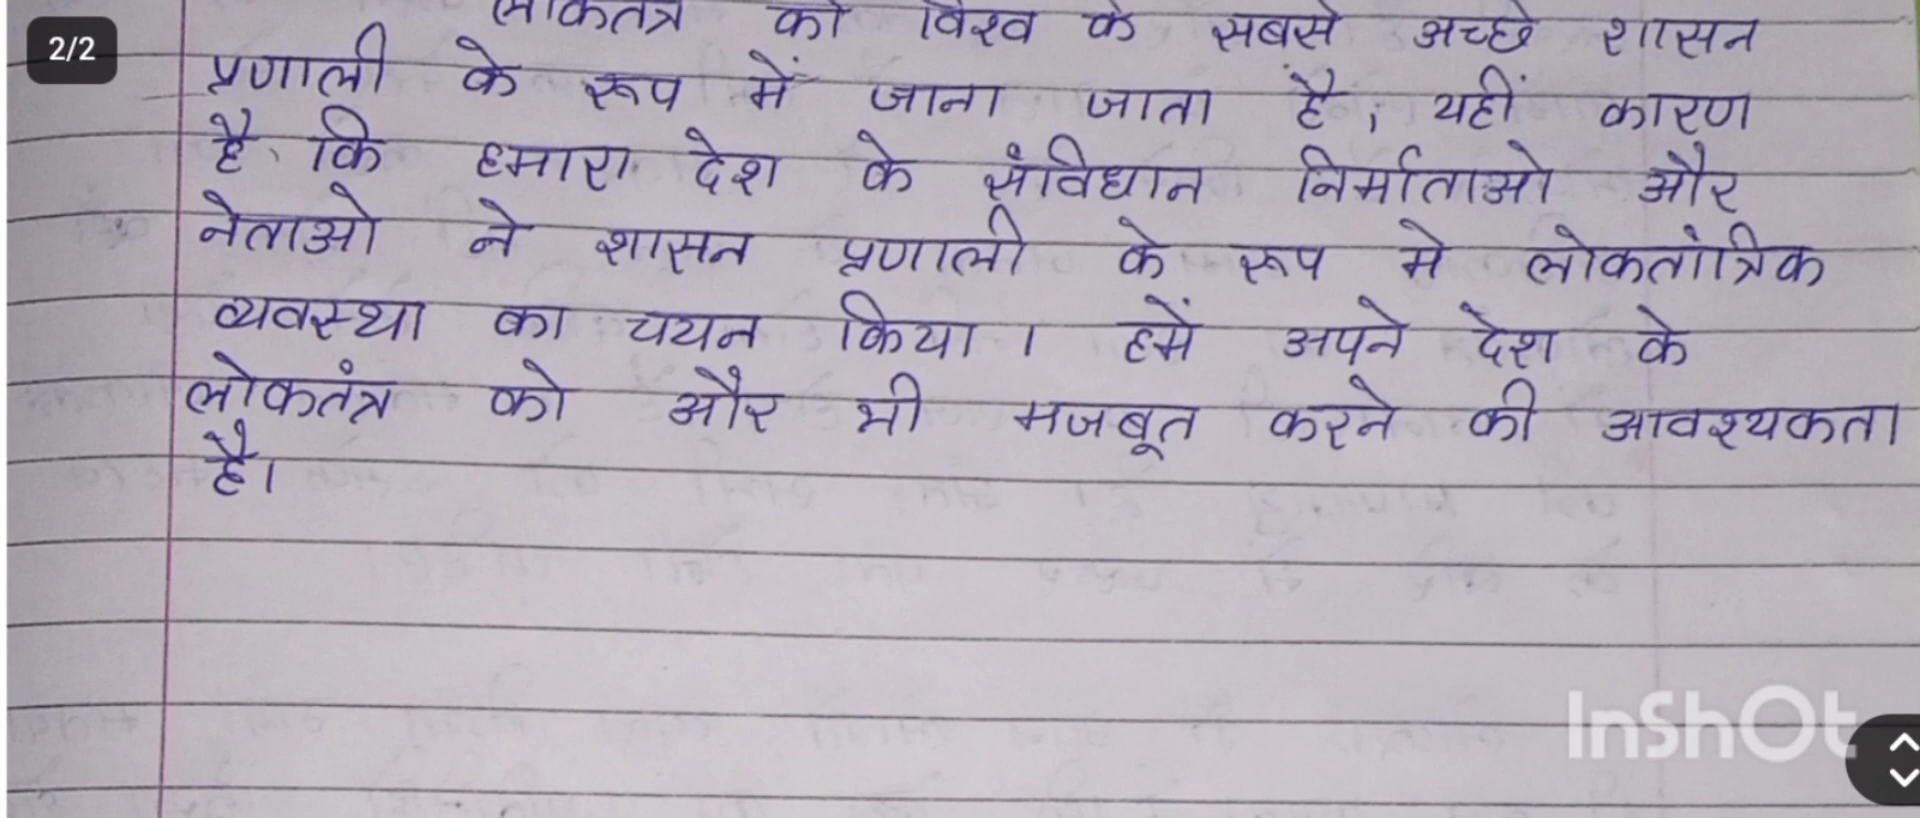 2/2
लोकतंत्र को विश्व के सबसे अच्छे शासन
प्रणाली के रूप में जाना जाता है, यहीं कारण
है कि हमारा देश के संविधान निर्माताओ और
नेताओ ने शासन प्रणाली के रूप मे लोकतांत्रिक
व्यवस्था का चयन किया । हमें अपने देश के
लोकतंत्र को और भी मजबूत करने की आवश्यकता
है।
InShOt